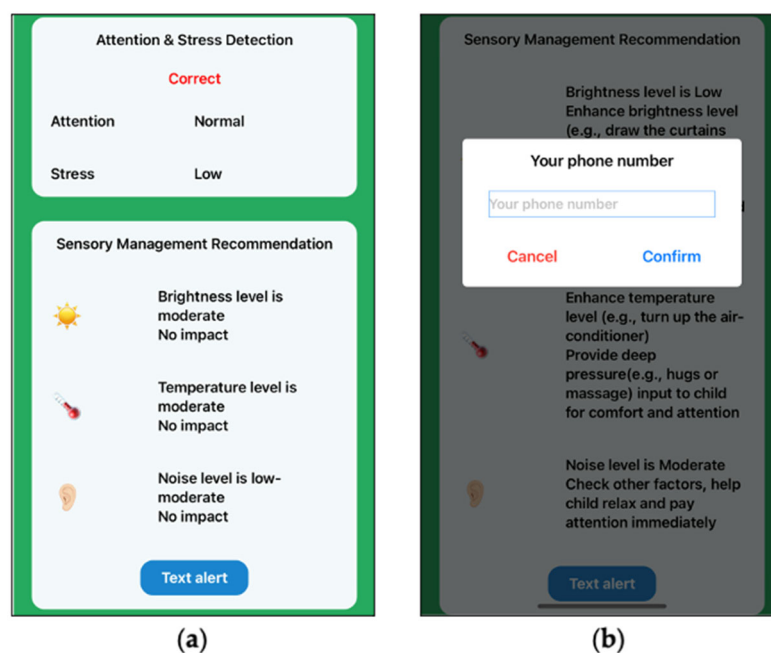 Attention & Stress Detection
Correct
Attention Normal
Stress Low
Sensory Management Recommendation
Brightness level is
moderate
No impact
Temperature level is
moderate
No impact
Noise level is low-
moderate
No impact
Text alert
(a)
Sensory Management Recommendation
Brightness level is Low
Enhance brightness level
(e.g., draw the curtains
Your phone number
Your phone number
Cancel Confirm
Enhance temperature
level (e.g., turn up the air-
conditioner)
Provide deep
pressure(e.g., hugs or
massage) input to child
for comfort and attention
Noise level is Moderate
Check other factors, help
child relax and pay
attention immediately
Text alert
(b)